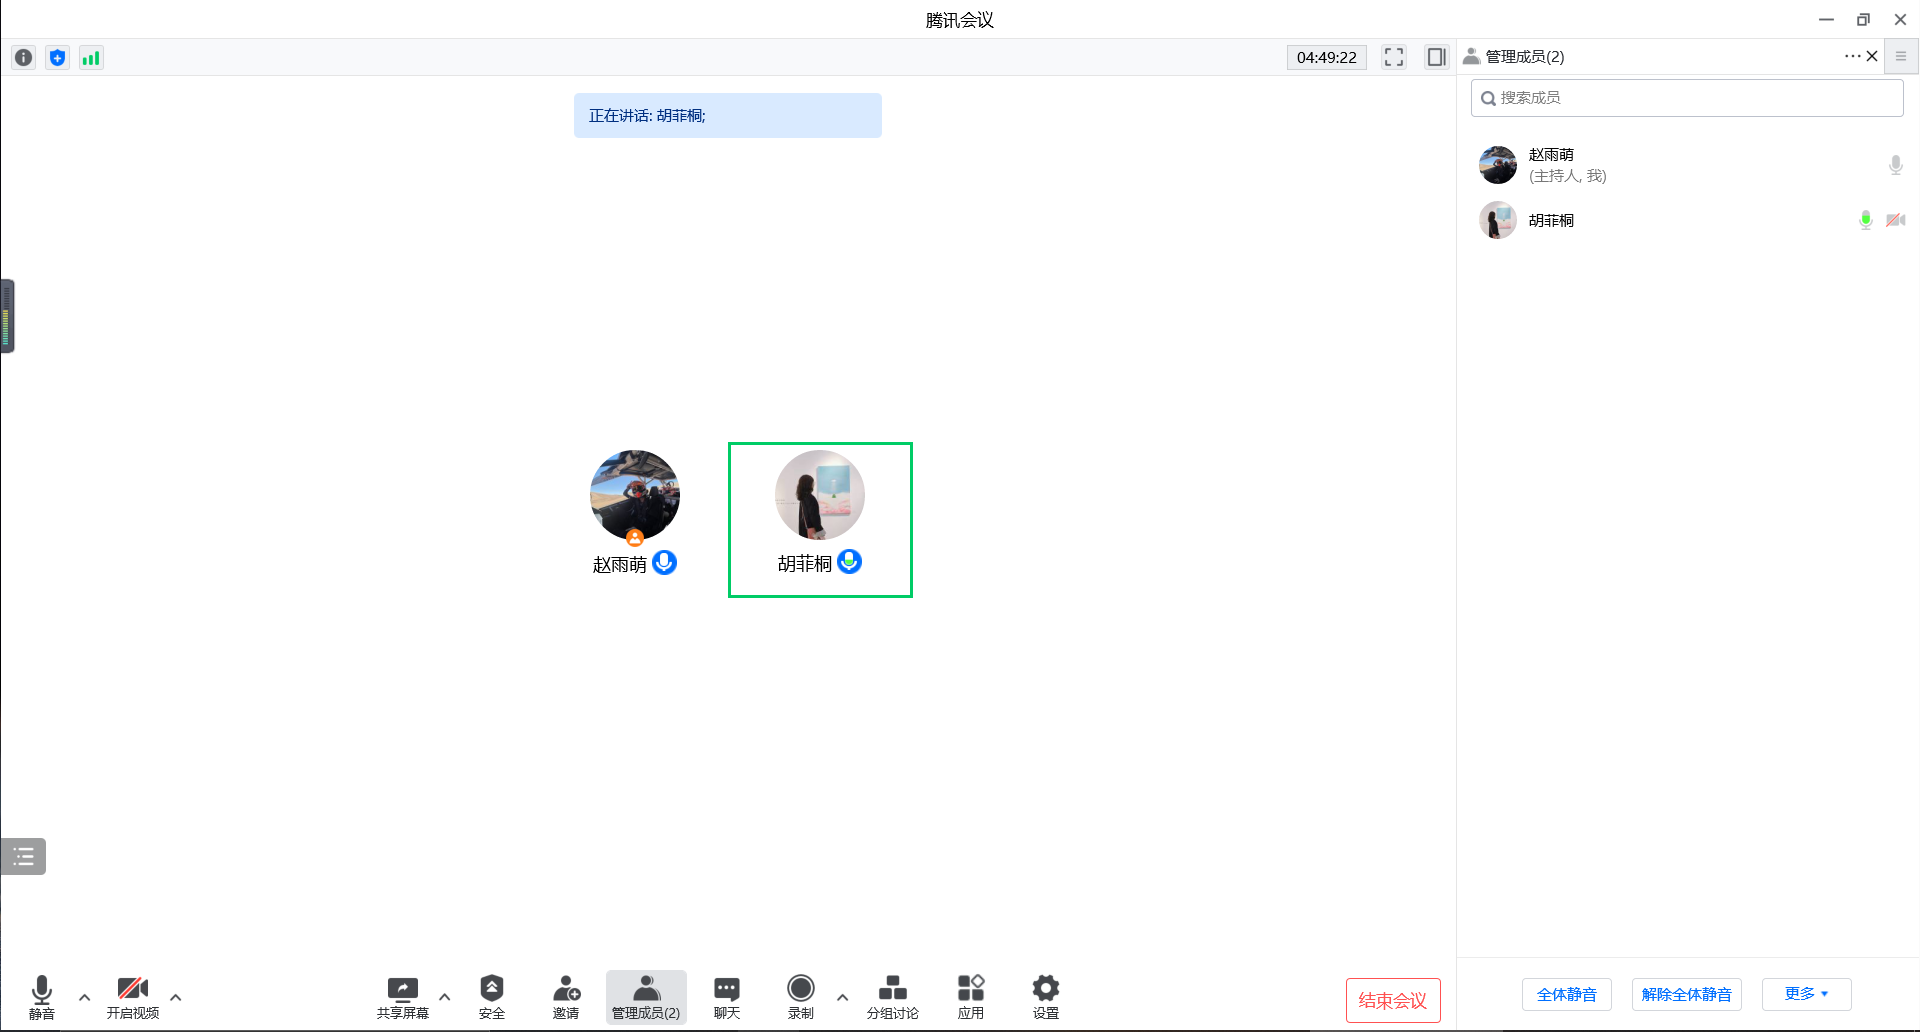 腾讯会议
04:49:22
管理成员(2)
正在讲话: 胡菲桐;
搜索成员
赵雨萌
(主持人, 我)
胡菲桐
赵雨萌
胡菲桐
静音
开启视频
共享屏幕
安全
邀请
管理成员(2)
聊天
录制
分组讨论
应用
设置
结束会议
全体静音
解除全体静音
更多